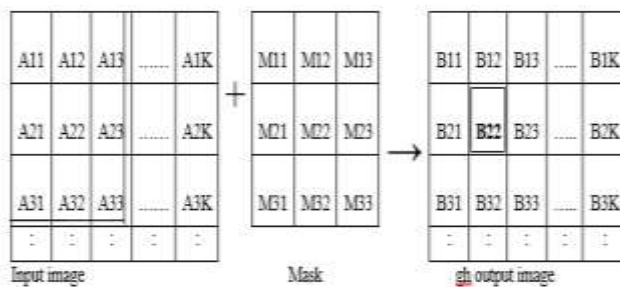 A11 A12 A13 ....... A1K + M11 M12 M13 B11 B12 B13 ..... B1K
A21 A22 A23 ....... A2K M21 M22 M23 → B21 B22 B23 ..... B2K
A31 A32 A33 ....... A3K M31 M32 M33 B31 B32 B33 ..... B3K
: : : : : : : : : :
Input image Mask gh output image